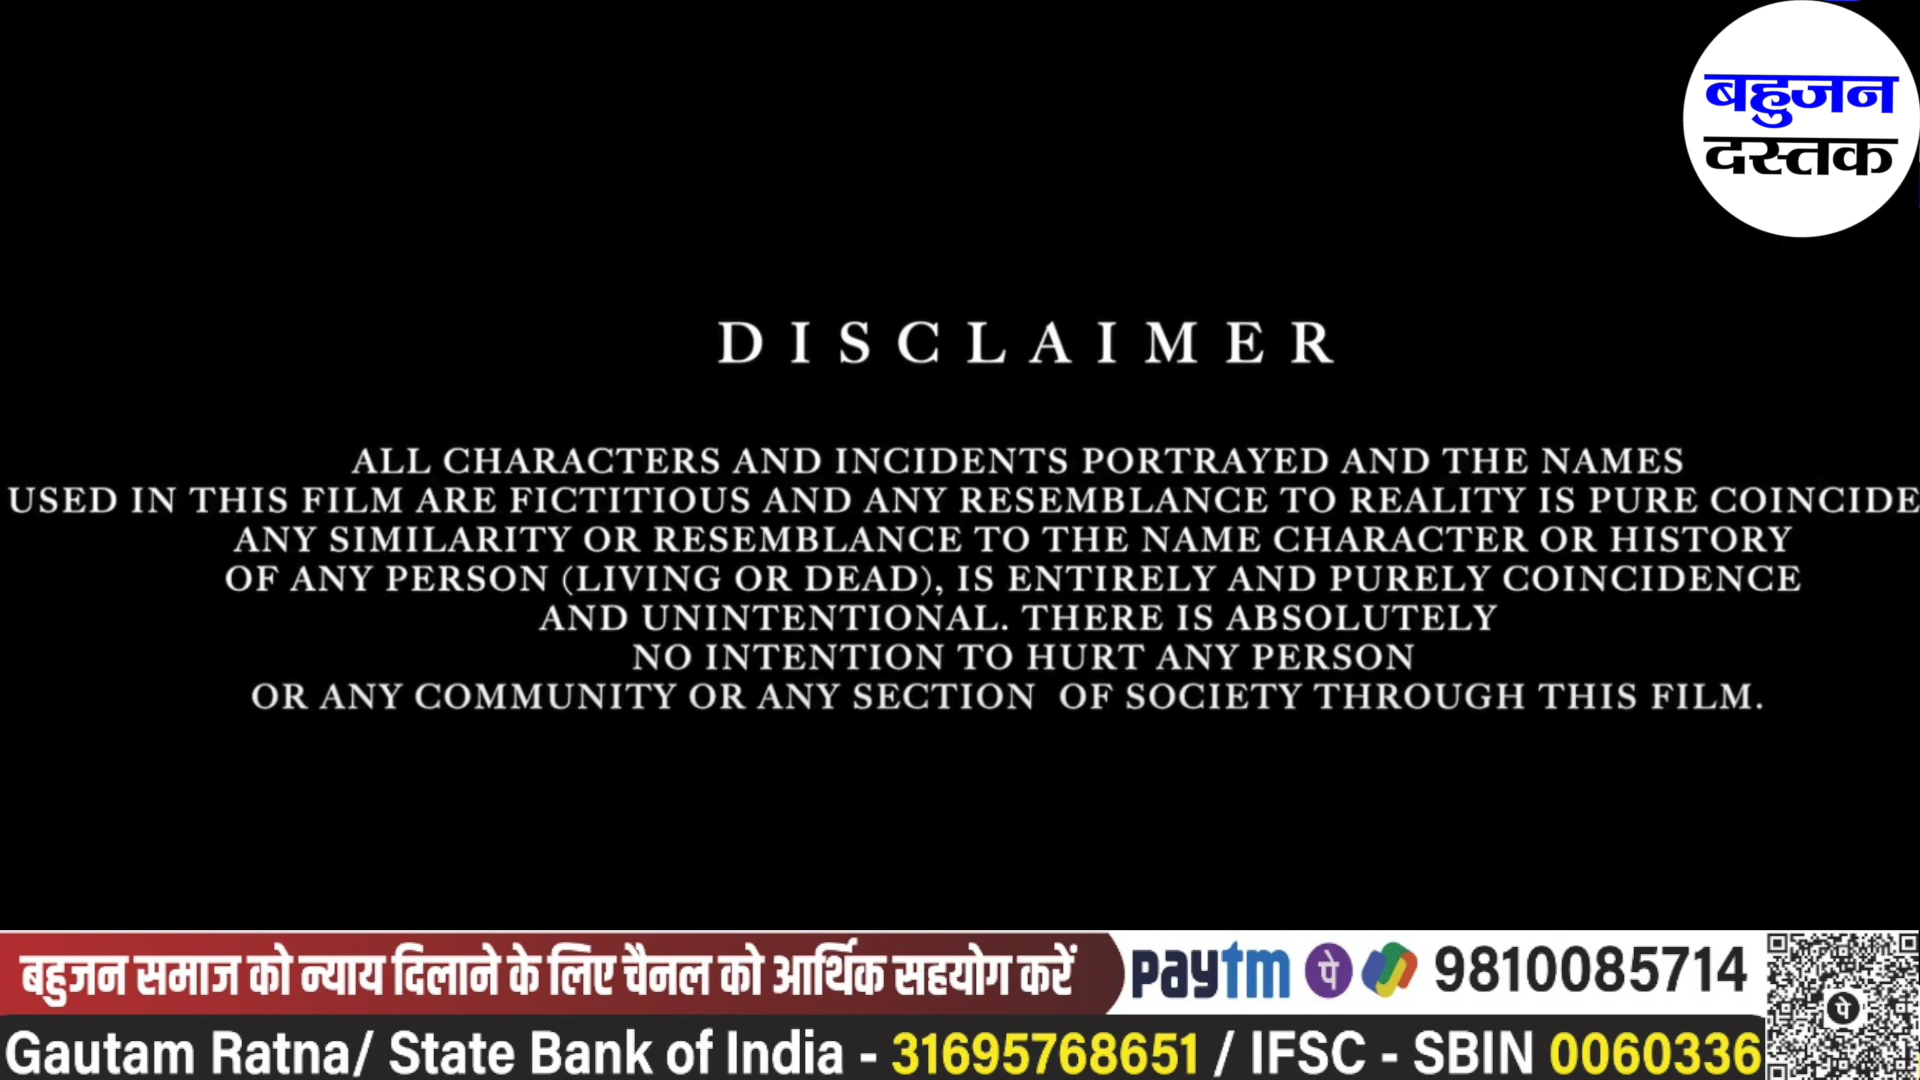 बहुजन
दस्तक
DISCLAIMER
ALL CHARACTERS AND INCIDENTS PORTRAYED AND THE NAMES
USED IN THIS FILM ARE FICTITIOUS AND ANY RESEMBLANCE TO REALITY IS PURE COINCIDE
ANY SIMILARITY OR RESEMBLANCE TO THE NAME CHARACTER OR HISTORY
OF ANY PERSON (LIVING OR DEAD), IS ENTIRELY AND PURELY COINCIDENCE
AND UNINTENTIONAL. THERE IS ABSOLUTELY
NO INTENTION TO HURT ANY PERSON
OR ANY COMMUNITY OR ANY SECTION OF SOCIETY THROUGH THIS FILM.
बहुजन समाज को न्याय दिलाने के लिए चैनल को आर्थिक सहयोग करें paytm पे 9810085714
Gautam Ratna/ State Bank of India - 31695768651 / IFSC - SBIN 0060336
पे